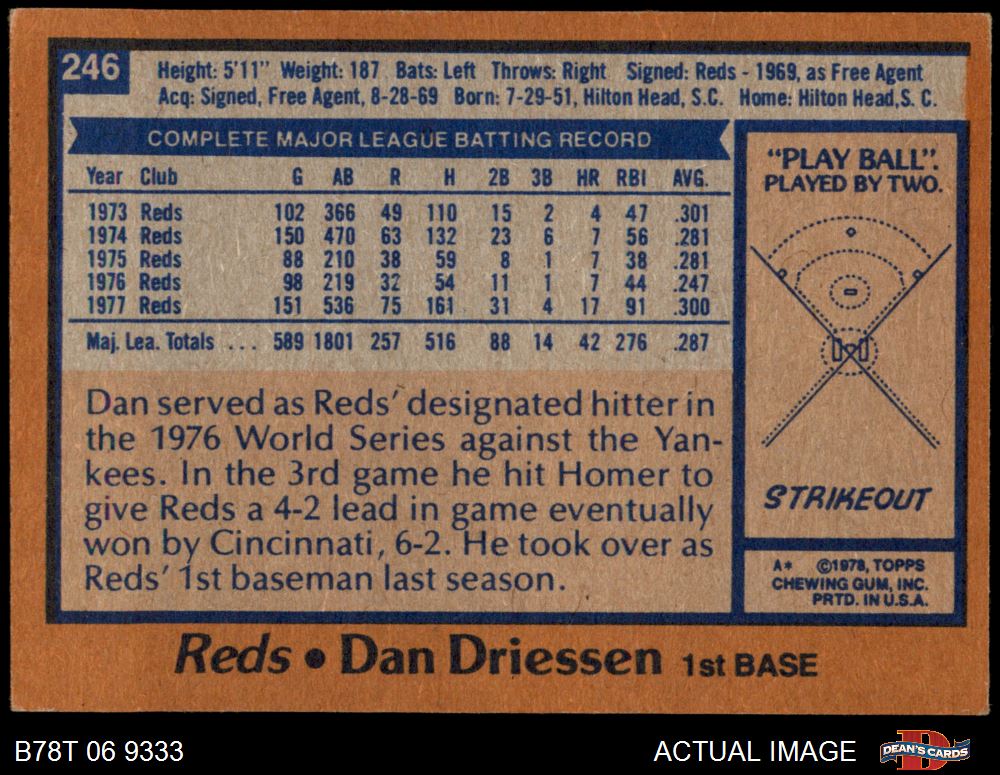 246
Height: 5'11" Weight: 187 Bats: Left Throws: Right Signed: Reds - 1969, as Free Agent
Acq: Signed, Free Agent, 8-28-69 Born: 7-29-51, Hilton Head, S.C. Home: Hilton Head, S. C.
COMPLETE MAJOR LEAGUE BATTING RECORD
Year Club G AB R H 2B 3B HR RBI AVG.
1973 Reds 102 366 49 110 15 2 4 47 .301
1974 Reds 150 470 63 132 23 6 7 56 .281
1975 Reds 88 210 38 59 8 1 7 38 .281
1976 Reds 98 219 32 54 11 1 7 44 .247
1977 Reds 151 536 75 161 31 4 17 91 .300
Maj. Lea. Totals ... 589 1801 257 516 88 14 42 276 .287
Dan served as Reds' designated hitter in
the 1976 World Series against the Yan-
kees. In the 3rd game he hit Homer to
give Reds a 4-2 lead in game eventually
won by Cincinnati, 6-2. He took over as
Reds' 1st baseman last season.
"PLAY BALL".
PLAYED BY TWO.
STRIKEOUT
A* ©1978, TOPPS
CHEWING GUM, INC.
PRTD. IN U.S.A.
Reds • Dan Driessen 1st BASE
B78T 06 9333
ACTUAL IMAGE
D
DEAN'S CARDS